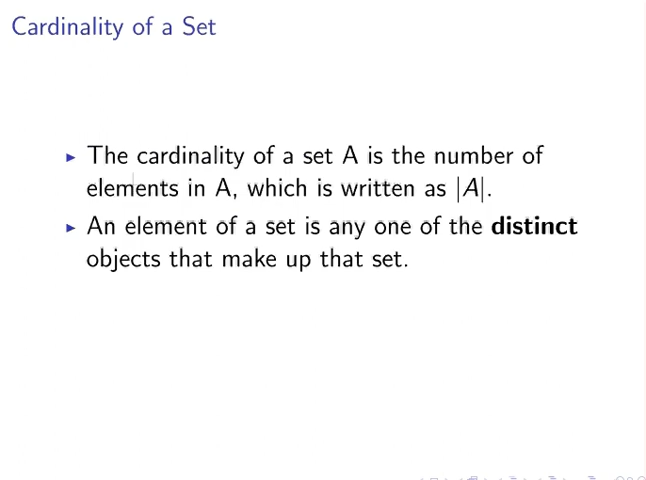 Cardinality of a Set
▶ The cardinality of a set A is the number of
elements in A, which is written as |A|.
▶ An element of a set is any one of the distinct
objects that make up that set.